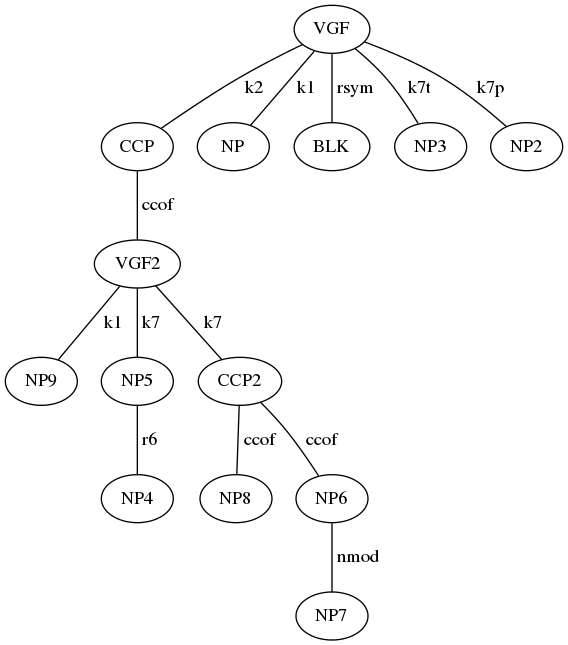 VGF
k2 k1 rsym k7t k7p
CCP NP BLK NP3 NP2
ccof
VGF2
k1 k7 k7
NP9 NP5 CCP2
r6 ccof ccof
NP4 NP8 NP6
nmod
NP7